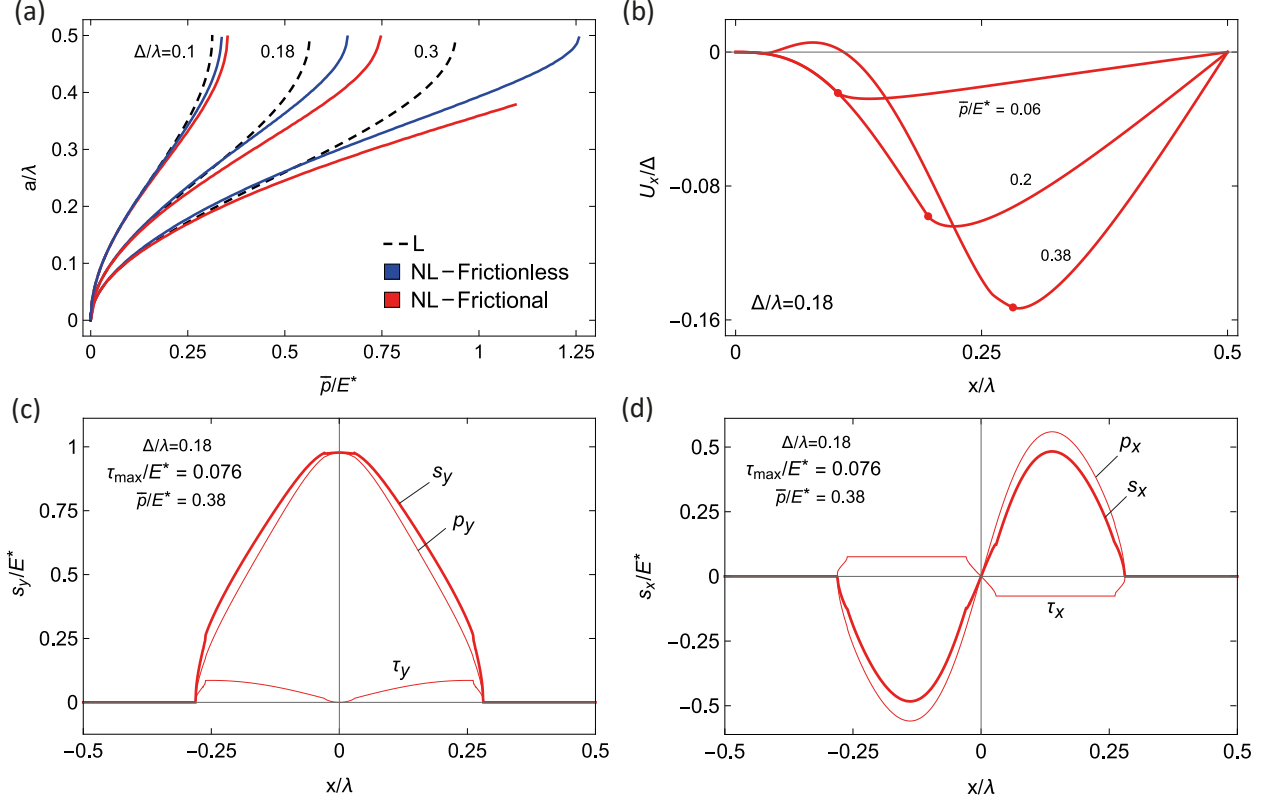 (a)
0.5
0.4
0.3
0.2
0.1
0
a/λ
Δ/λ=0.1
0.18
0.3
L
NL-Frictionless
NL-Frictional
0
0.25
0.5
0.75
1
1.25
p̅/E*
(b)
0
-0.08
-0.16
U_x/Δ
p̅/E* = 0.06
0.2
0.38
Δ/λ=0.18
0
0.25
0.5
x/λ
(c)
1
0.75
0.5
0.25
0
s_y/E*
Δ/λ=0.18
τ_max/E* = 0.076
p̅/E* = 0.38
s_y
p_y
τ_y
-0.5
-0.25
0
0.25
0.5
x/λ
(d)
0.5
0.25
0
-0.25
-0.5
s_x/E*
Δ/λ=0.18
τ_max/E* = 0.076
p̅/E* = 0.38
p_x
s_x
τ_x
-0.5
-0.25
0
0.25
0.5
x/λ